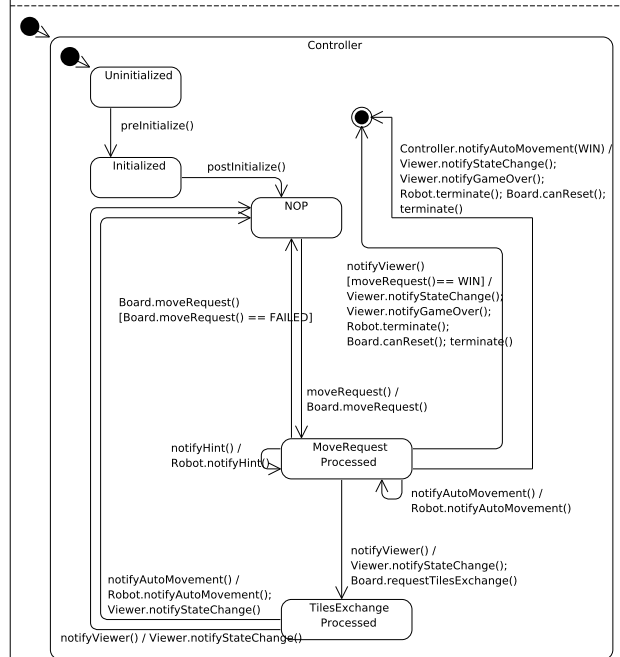 Controller
Uninitialized
preInitialize()
Initialized
postInitialize()
NOP
Controller.notifyAutoMovement(WIN) /
Viewer.notifyStateChange();
Viewer.notifyGameOver();
Robot.terminate(); Board.canReset();
terminate()
notifyViewer()
[moveRequest()== WIN] /
Viewer.notifyStateChange();
Viewer.notifyGameOver();
Robot.terminate();
Board.canReset(); terminate()
Board.moveRequest()
[Board.moveRequest() == FAILED]
moveRequest() /
Board.moveRequest()
notifyHint() /
Robot.notifyHint()
MoveRequest
Processed
notifyAutoMovement() /
Robot.notifyAutoMovement()
notifyViewer() /
Viewer.notifyStateChange();
Board.requestTilesExchange()
notifyAutoMovement() /
Robot.notifyAutoMovement();
Viewer.notifyStateChange()
TilesExchange
Processed
notifyViewer() / Viewer.notifyStateChange()